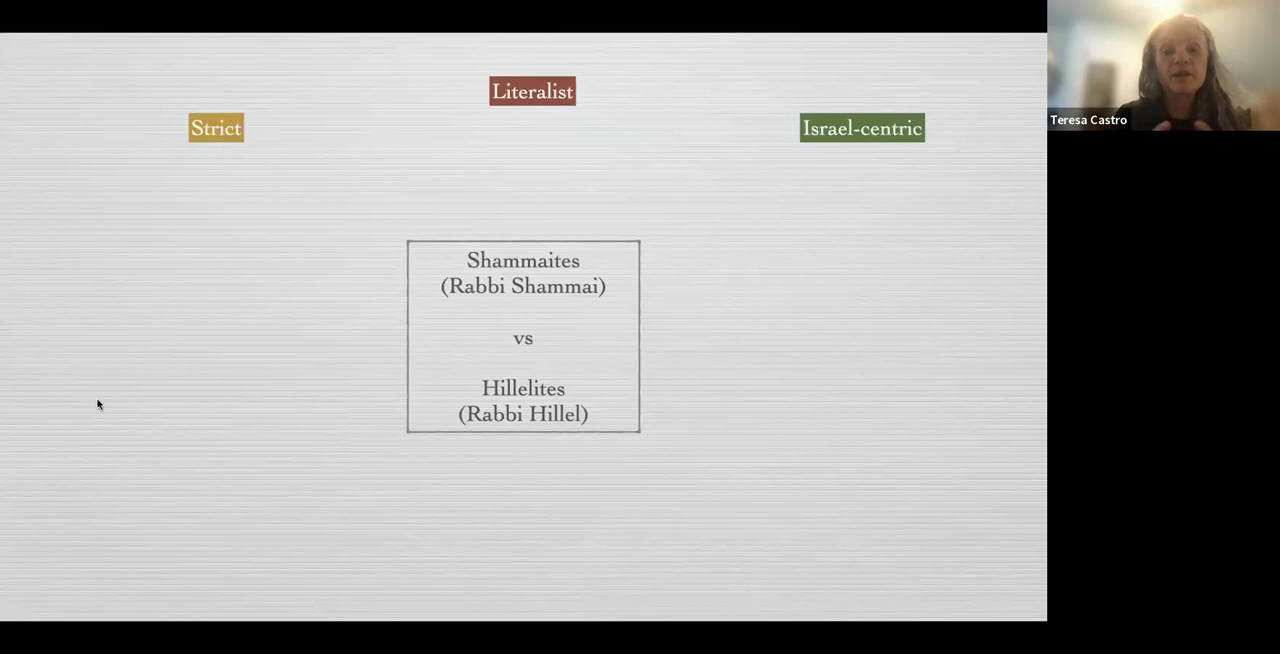 Literalist
Strict
Israel-centric
Shammaites
(Rabbi Shammai)
vs
Hillelites
(Rabbi Hillel)
Teresa Castro